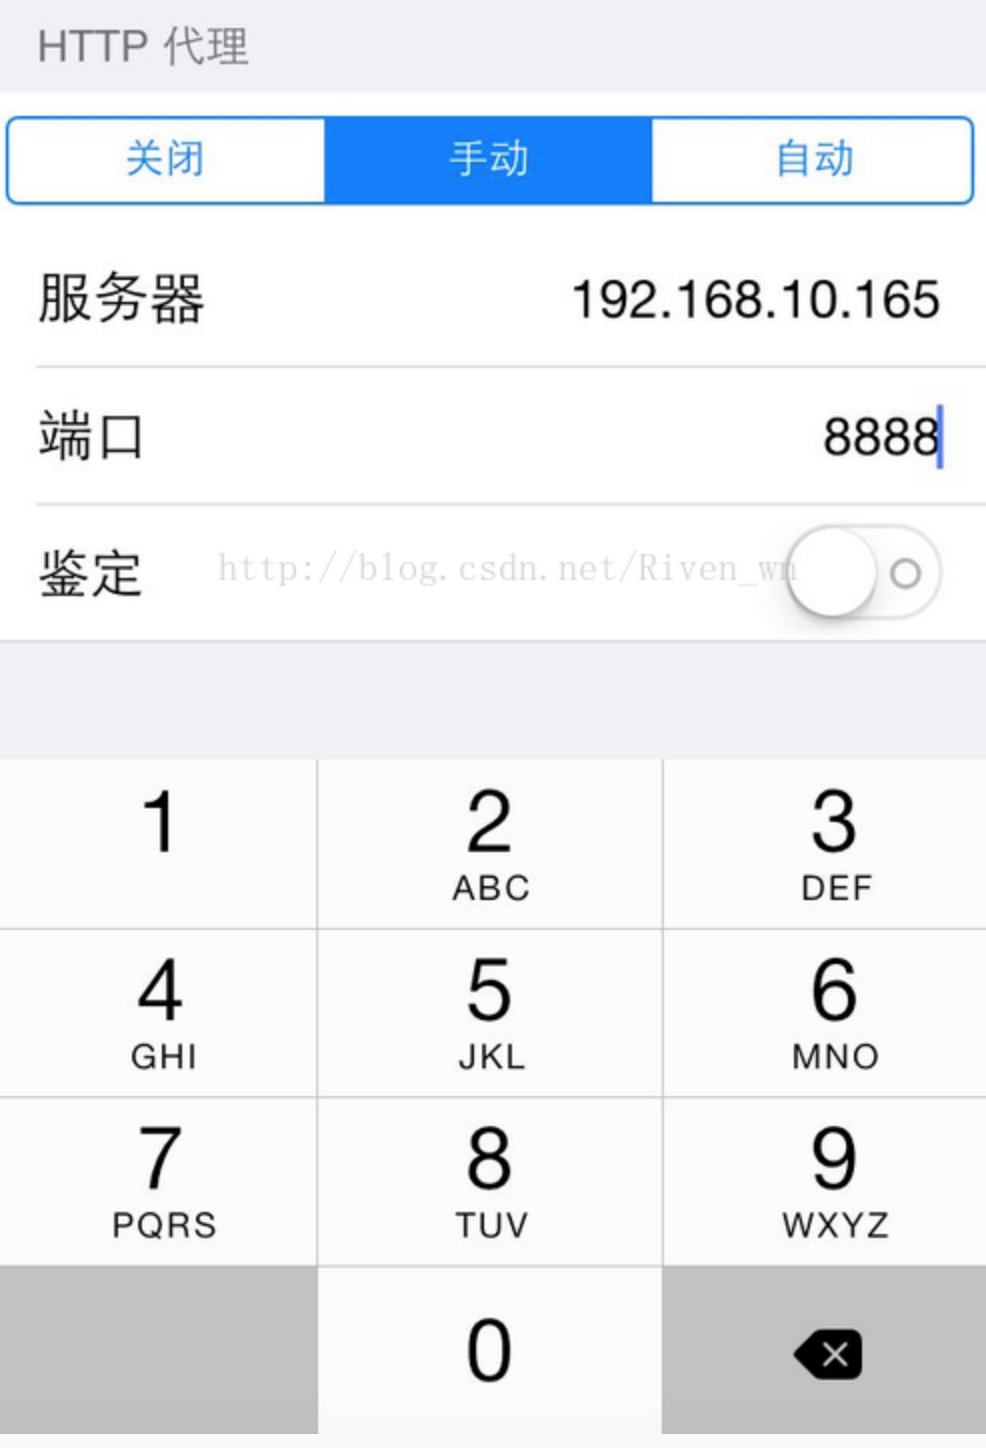 HTTP 代理
关闭 手动 自动
服务器 192.168.10.165
端口 8888
鉴定 http://blog.csdn.net/Riven_wn
1 2 3
ABC DEF
4 5 6
GHI JKL MNO
7 8 9
PQRS TUV WXYZ
0